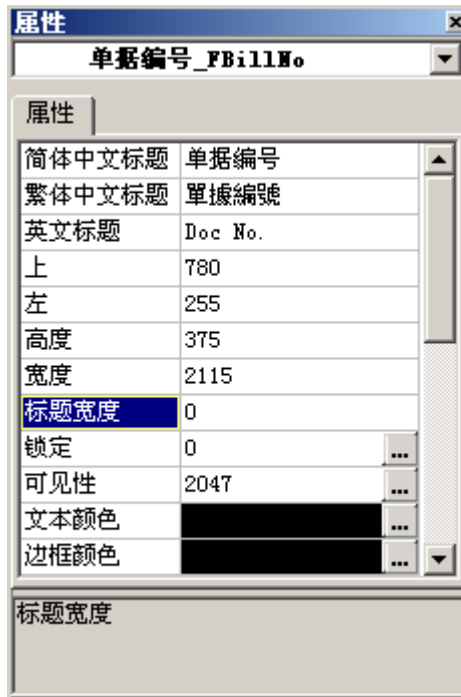 属性
单据编号_FBillNo
属性
简体中文标题 单据编号
繁体中文标题 單據編號
英文标题 Doc No.
上 780
左 255
高度 375
宽度 2115
标题宽度 0
锁定 0 ...
可见性 2047 ...
文本颜色 ...
边框颜色 ...
标题宽度